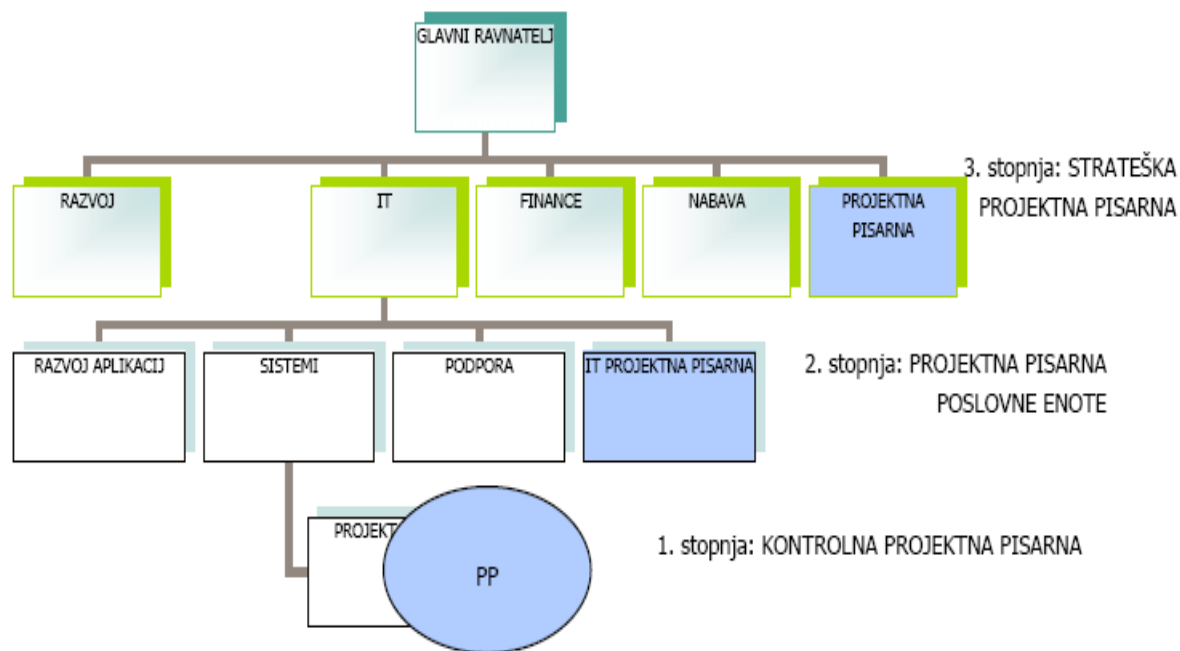 GLAVNI RAVNATELJ
3. stopnja: STRATEŠKA
PROJEKTNA PISARNA
RAZVOJ
IT
FINANCE
NABAVA
PROJEKTNA
PISARNA
RAZVOJ APLIKACIJ
SISTEMI
PODPORA
IT PROJEKTNA PISARNA
2. stopnja: PROJEKTNA PISARNA
POSLOVNE ENOTE
PROJEKT
PP
1. stopnja: KONTROLNA PROJEKTNA PISARNA